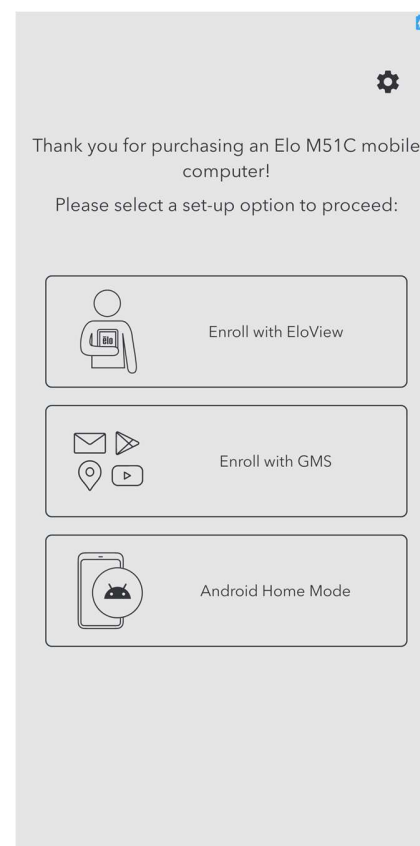 Thank you for purchasing an Elo M51C mobile
computer!
Please select a set-up option to proceed:
Elo
Enroll with EloView
Enroll with GMS
Android Home Mode